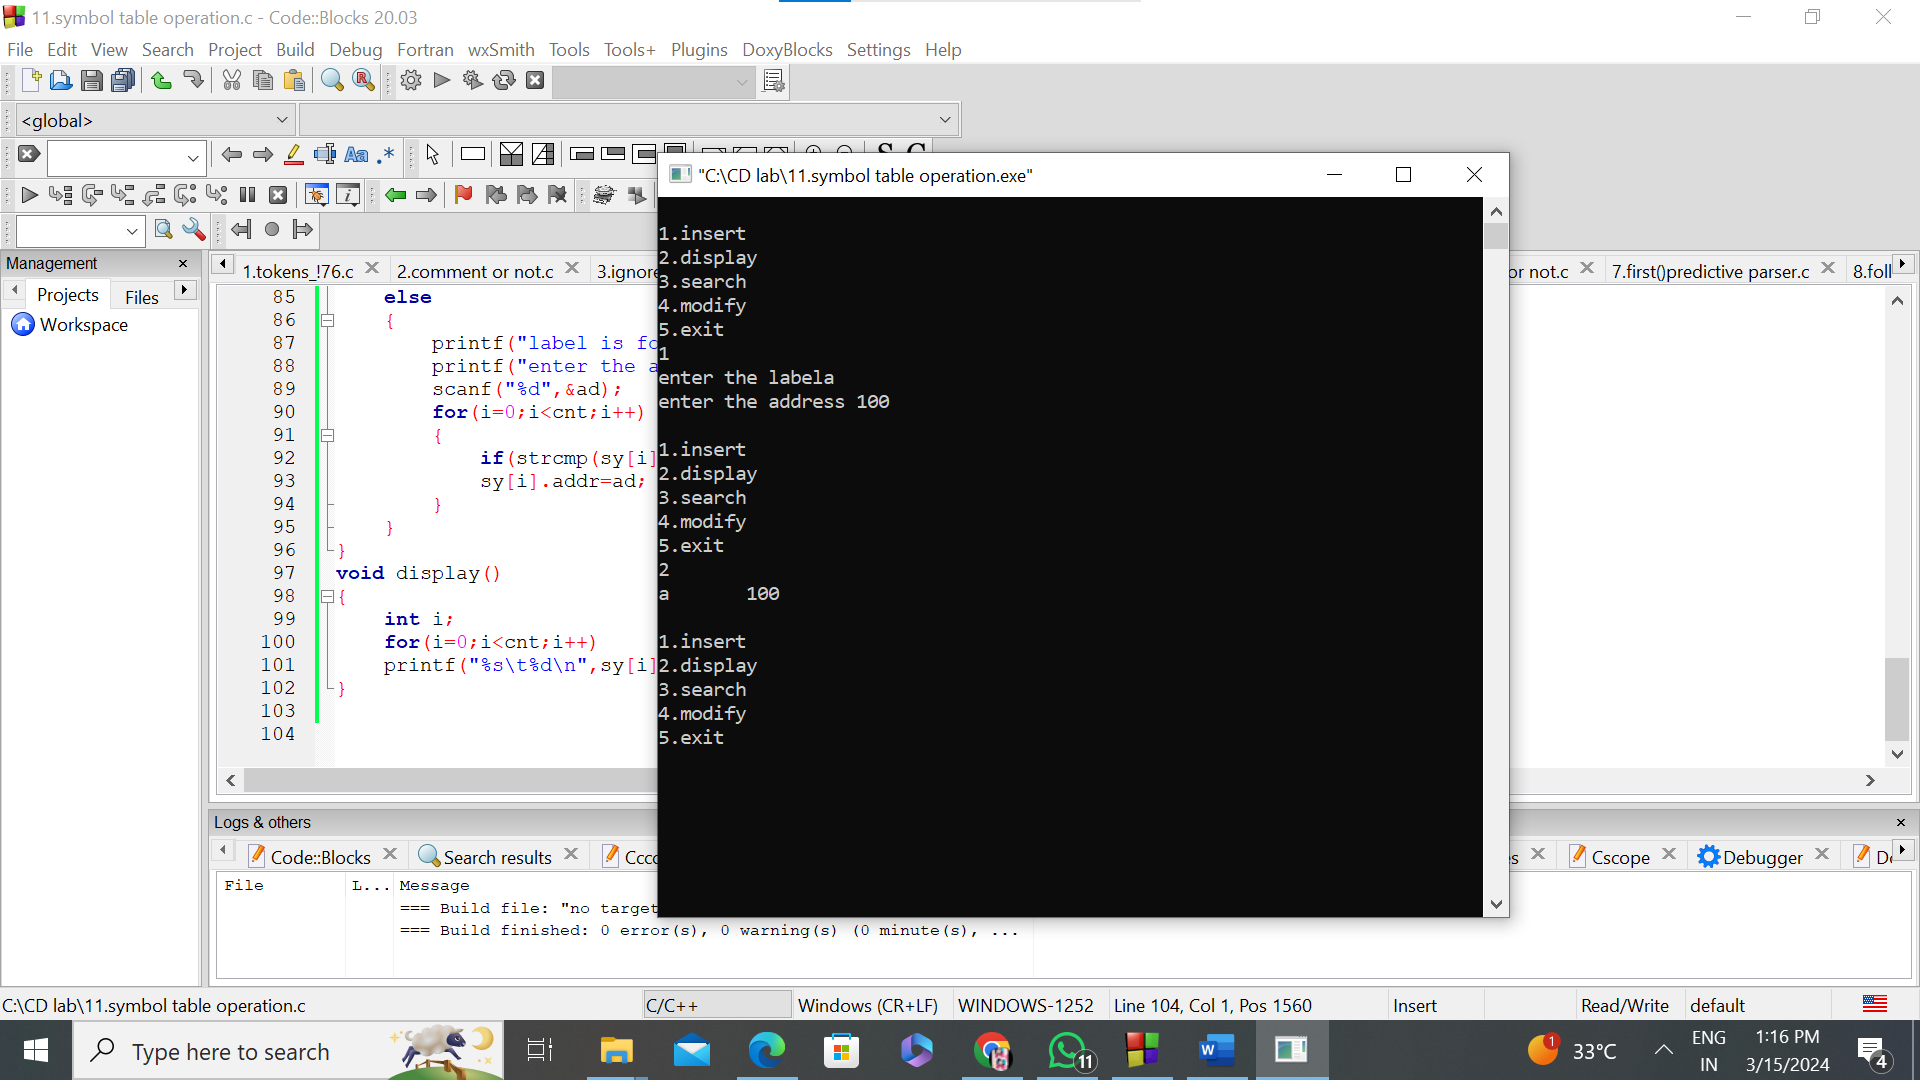 11.symbol table operation.c - Code::Blocks 20.03
File Edit View Search Project Build Debug Fortran wxSmith Tools Tools+ Plugins DoxyBlocks Settings Help
<global>
"C:\CD lab\11.symbol table operation.exe"
Management
Projects Files
Workspace
1.tokens_!76.c 2.comment or not.c 3.ignore or not.c 7.first()predictive parser.c 8.foll
85 else
86 {
87 printf("label is fo
88 printf("enter the a
89 scanf("%d",&ad);
90 for(i=0;i<cnt;i++)
91 {
92 if(strcmp(sy[i]
93 sy[i].addr=ad;
94 }
95 }
96 }
97 void display()
98 {
99 int i;
100 for(i=0;i<cnt;i++)
101 printf("%s\t%d\n",sy[i]
102 }
103
104
1.insert
2.display
3.search
4.modify
5.exit
1
enter the labela
enter the address 100
1.insert
2.display
3.search
4.modify
5.exit
2
a 100
1.insert
2.display
3.search
4.modify
5.exit
Logs & others
Code::Blocks Search results Cccc es Cscope Debugger
File L... Message
=== Build file: "no target
=== Build finished: 0 error(s), 0 warning(s) (0 minute(s), ...
C:\CD lab\11.symbol table operation.c C/C++ Windows (CR+LF) WINDOWS-1252 Line 104, Col 1, Pos 1560 Insert Read/Write default
Type here to search
11
1 33°C
ENG
IN
1:16 PM
3/15/2024
4